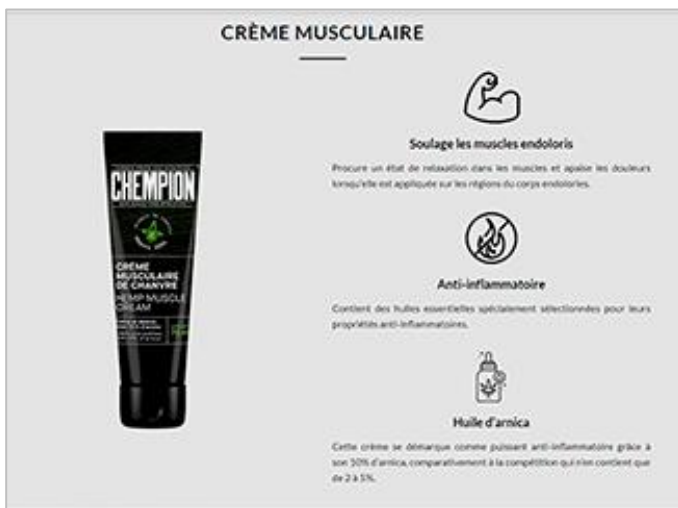 CRÈME MUSCULAIRE
CHEMPION
CRÈME
MUSCULAIRE
DE CHANVRE
HEMP MUSCLE
CREAM
Soulage les muscles endoloris
Procure un état de relaxation dans les muscles et apaise les douleurs
lorsqu'elle est appliquée sur les régions du corps endolories.
Anti-inflammatoire
Contient des huiles essentielles spécialement sélectionnées pour leurs
propriétés anti-inflammatoires.
Huile d'arnica
Cette crème se démarque comme puissant anti-inflammatoire grâce à
son 10% d'arnica, comparativement à la compétition qui n'en contient que
de 2 à 5%.